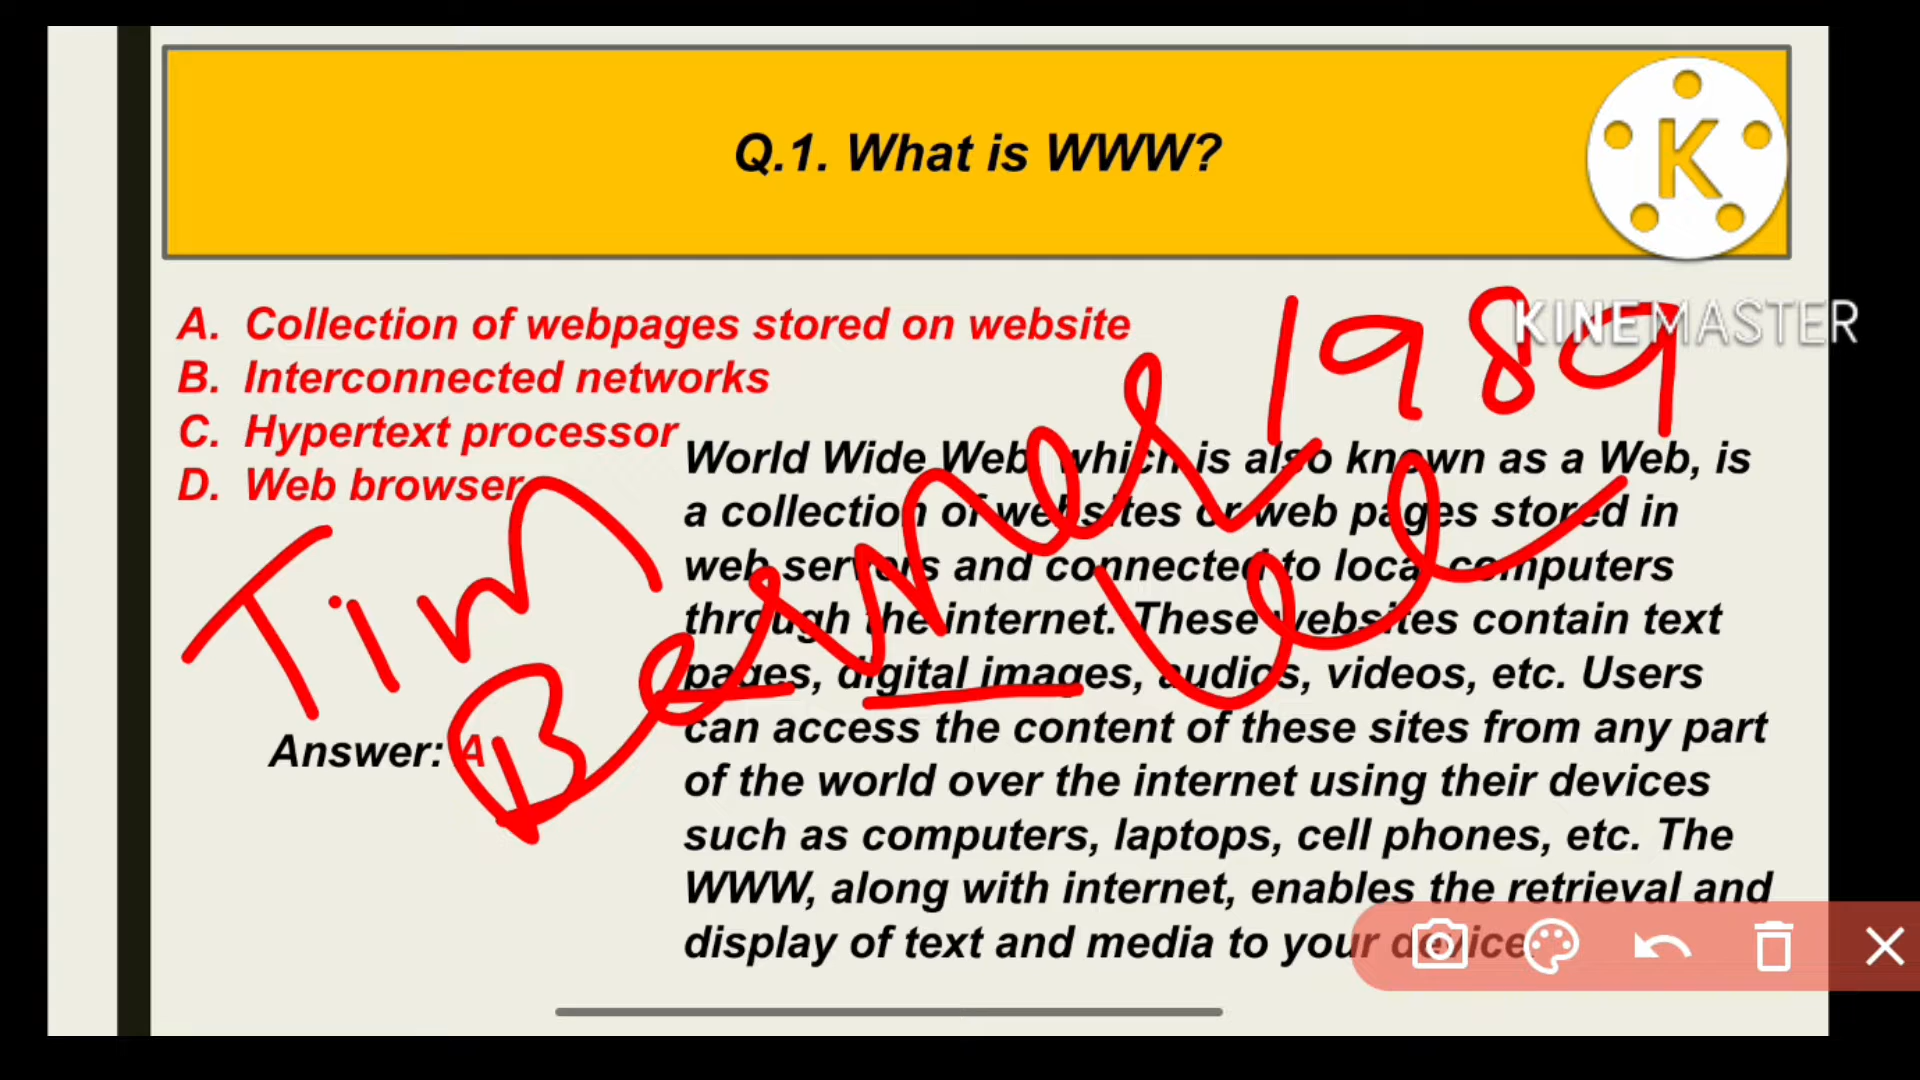 Q.1. What is WWW?
K
KINEMASTER
A. Collection of webpages stored on website
B. Interconnected networks
C. Hypertext processor
D. Web browser
1989
Tim
Berners
Lee
World Wide Web, which is also known as a Web, is
a collection of websites or web pages stored in
web servers and connected to local computers
through the internet. These websites contain text
pages, digital images, audios, videos, etc. Users
can access the content of these sites from any part
of the world over the internet using their devices
such as computers, laptops, cell phones, etc. The
WWW, along with internet, enables the retrieval and
display of text and media to your device.
Answer: A